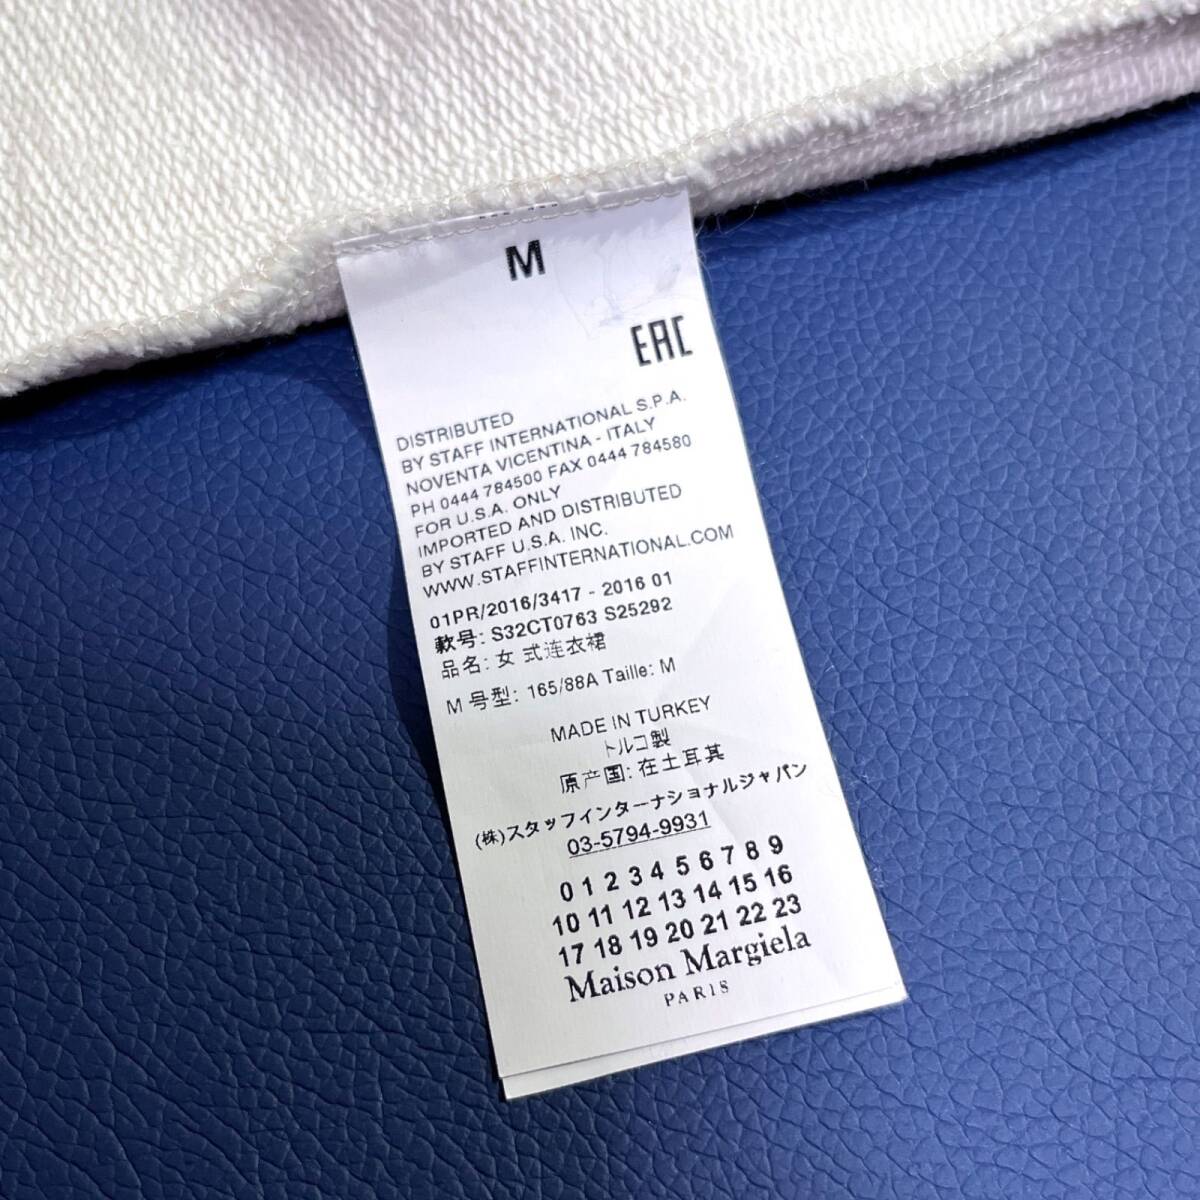 M
EAC
DISTRIBUTED
BY STAFF INTERNATIONAL S.P.A.
NOVENTA VICENTINA - ITALY
PH 0444 784500 FAX 0444 784580
FOR U.S.A. ONLY
IMPORTED AND DISTRIBUTED
BY STAFF U.S.A. INC.
WWW.STAFFINTERNATIONAL.COM
01PR/2016/3417 - 2016 01
款号: S32CT0763 S25292
品名: 女 式连衣裙
M 号型: 165/88A Taille: M
MADE IN TURKEY
トルコ製
原产国: 在土耳其
(株)スタッフインターナショナルジャパン
03-5794-9931
0 1 2 3 4 5 6 7 8 9
10 11 12 13 14 15 16
17 18 19 20 21 22 23
Maison Margiela
PARIS